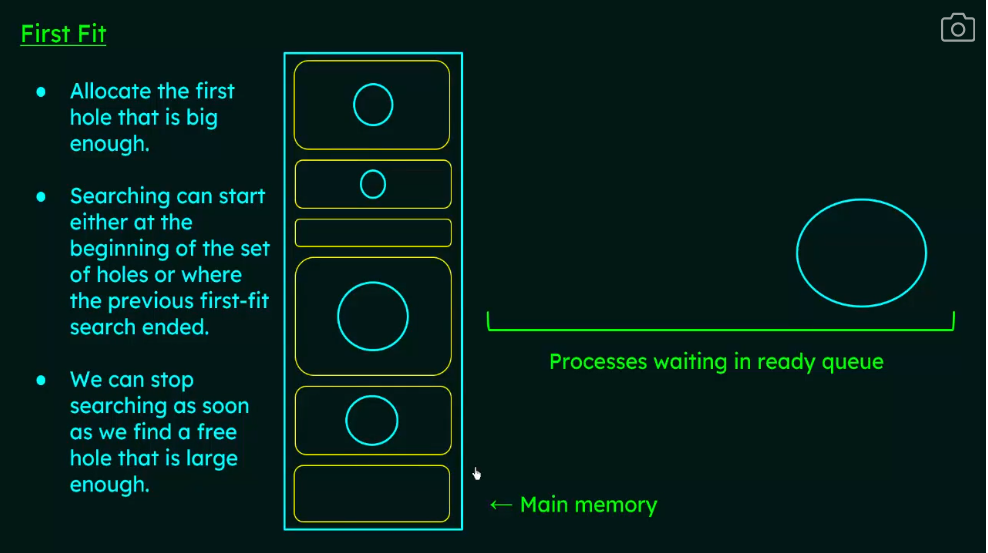 First Fit
● Allocate the first
hole that is big
enough.
● Searching can start
either at the
beginning of the set
of holes or where
the previous first-fit
search ended.
● We can stop
searching as soon
as we find a free
hole that is large
enough.
Processes waiting in ready queue
← Main memory